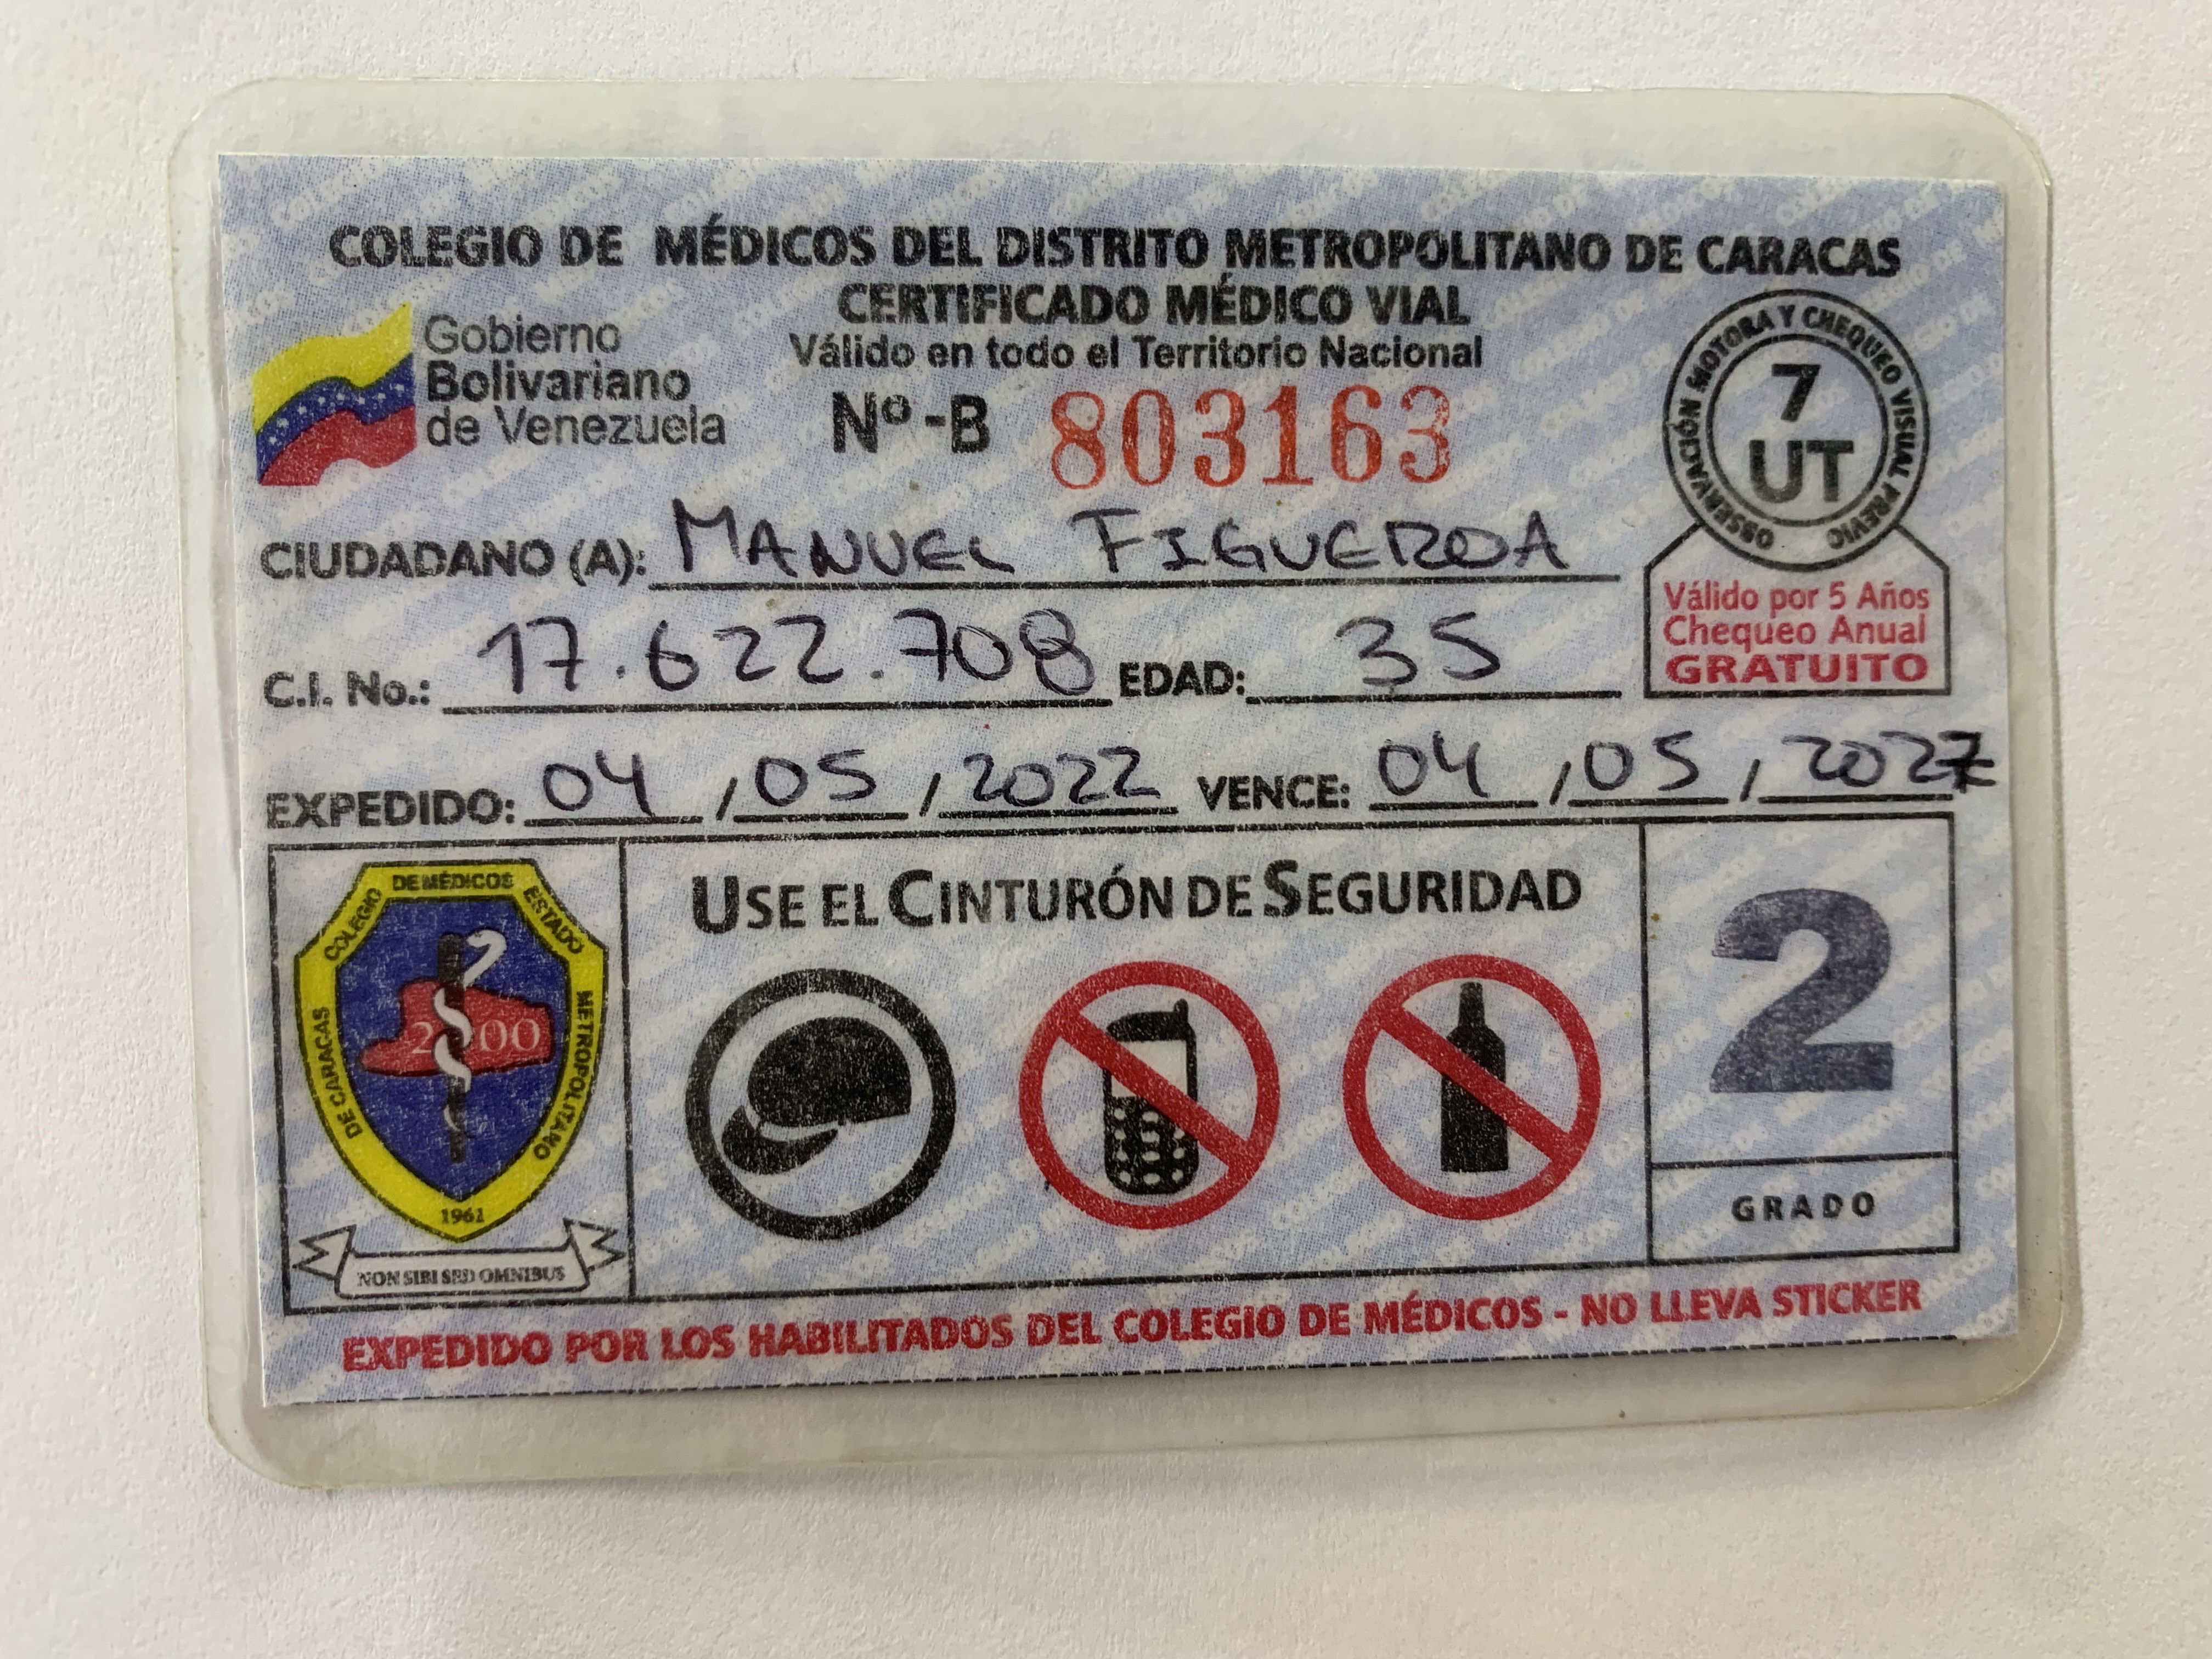 COLEGIO DE MÉDICOS DEL DISTRITO METROPOLITANO DE CARACAS
CERTIFICADO MÉDICO VIAL
Válido en todo el Territorio Nacional
Gobierno
Bolivariano
de Venezuela
Nº-B 803163
OBSERVACIÓN MOTORA Y CHEQUEO VISUAL PREVIO
7
UT
Válido por 5 Años
Chequeo Anual
GRATUITO
CIUDADANO (A): MANUEL FIGUEROA
C.I. No.: 17.622.708 EDAD: 35
EXPEDIDO: 04 / 05 / 2022 VENCE: 04 / 05 / 2027
COLEGIO DE MÉDICOS ESTADO METROPOLITANO DE CARACAS
2000
1961
NON SIBI SED OMNIBUS
USE EL CINTURÓN DE SEGURIDAD
2
GRADO
EXPEDIDO POR LOS HABILITADOS DEL COLEGIO DE MÉDICOS - NO LLEVA STICKER